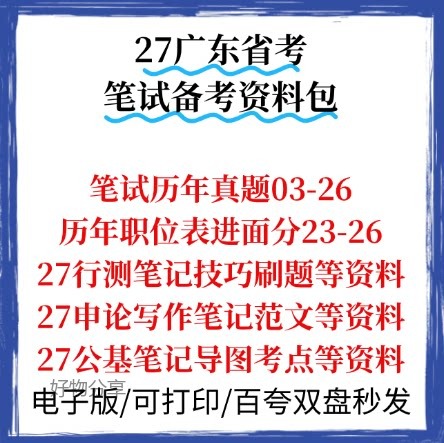 27广东省考
笔试备考资料包
笔试历年真题03-26
历年职位表进面分23-26
27行测笔记技巧刷题等资料
27申论写作笔记范文等资料
27公基笔记导图考点等资料
好物分享
电子版/可打印/百夸双盘秒发